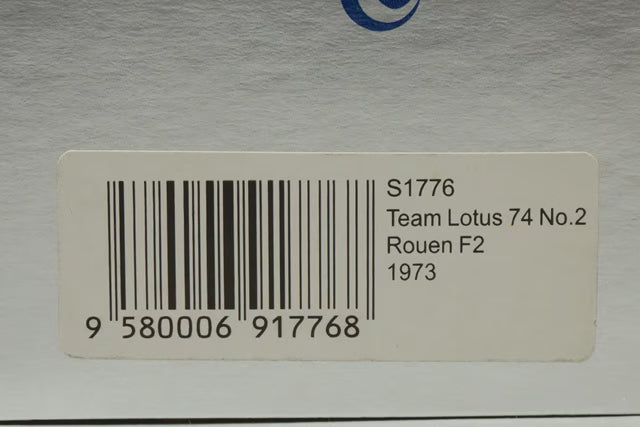 S1776
Team Lotus 74 No.2
Rouen F2
1973
9 580006 917768